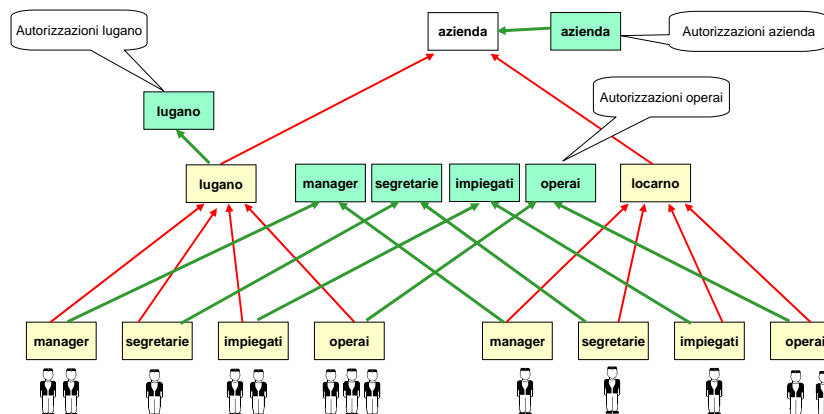 Autorizzazioni lugano
azienda
azienda
Autorizzazioni azienda
lugano
Autorizzazioni operai
lugano
manager
segretarie
impiegati
operai
locarno
manager
segretarie
impiegati
operai
manager
segretarie
impiegati
operai